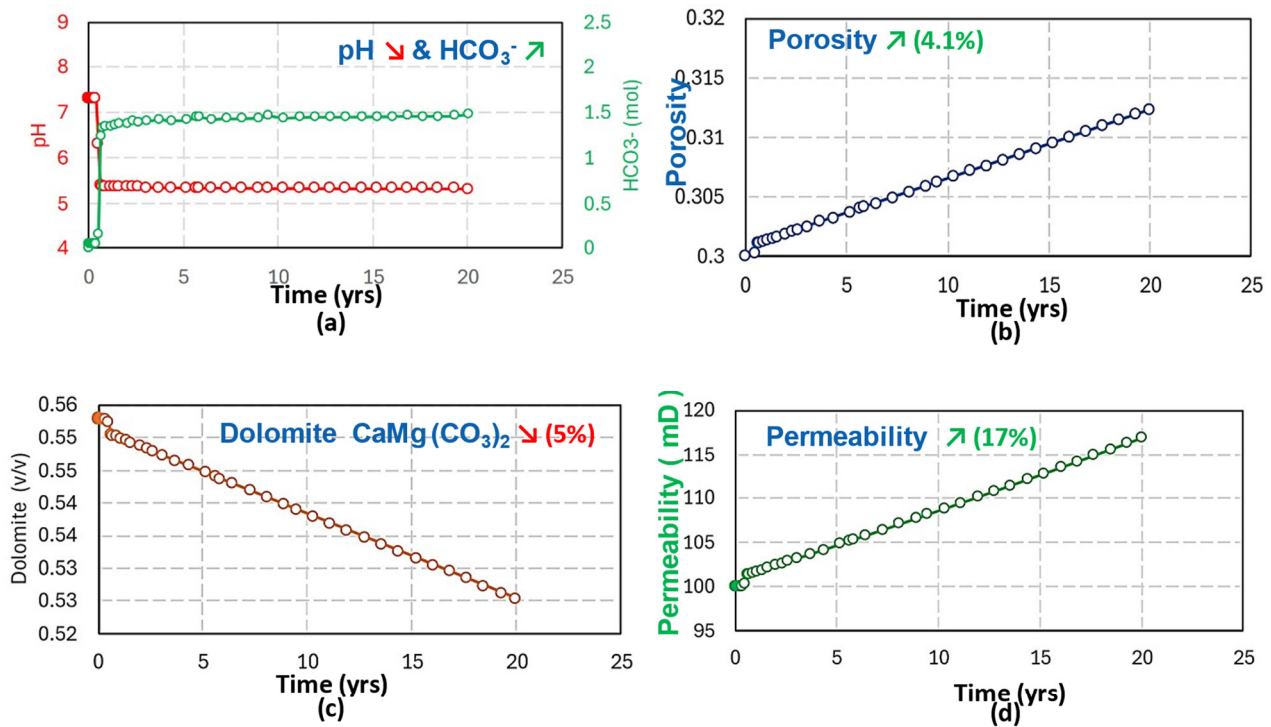 pH ↘ & HCO₃⁻ ↗
9
8
7
6
5
4
pH
2.5
2
1.5
1
0.5
0
HCO3- (mol)
0 5 10 15 20 25
Time (yrs)
(a)
Porosity ↗ (4.1%)
0.32
0.315
0.31
0.305
0.3
Porosity
0 5 10 15 20 25
Time (yrs)
(b)
Dolomite CaMg(CO₃)₂ ↘ (5%)
0.56
0.55
0.55
0.54
0.54
0.53
0.53
0.52
Dolomite (v/v)
0 5 10 15 20 25
Time (yrs)
(c)
Permeability ↗ (17%)
120
115
110
105
100
95
Permeability ( mD )
0 5 10 15 20 25
Time (yrs)
(d)